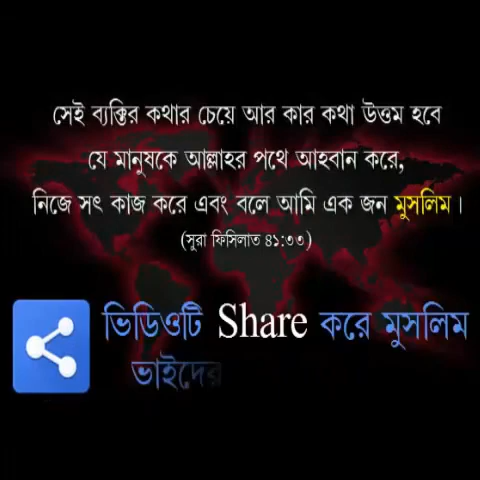 সেই ব্যক্তির কথার চেয়ে আর কার কথা উত্তম হবে
যে মানুষকে আল্লাহর পথে আহবান করে,
নিজে সৎ কাজ করে এবং বলে আমি এক জন মুসলিম।
(সুরা ফিসিলাত ৪১:৩৩)
ভিডিওটি Share করে মুসলিম
ভাইদের